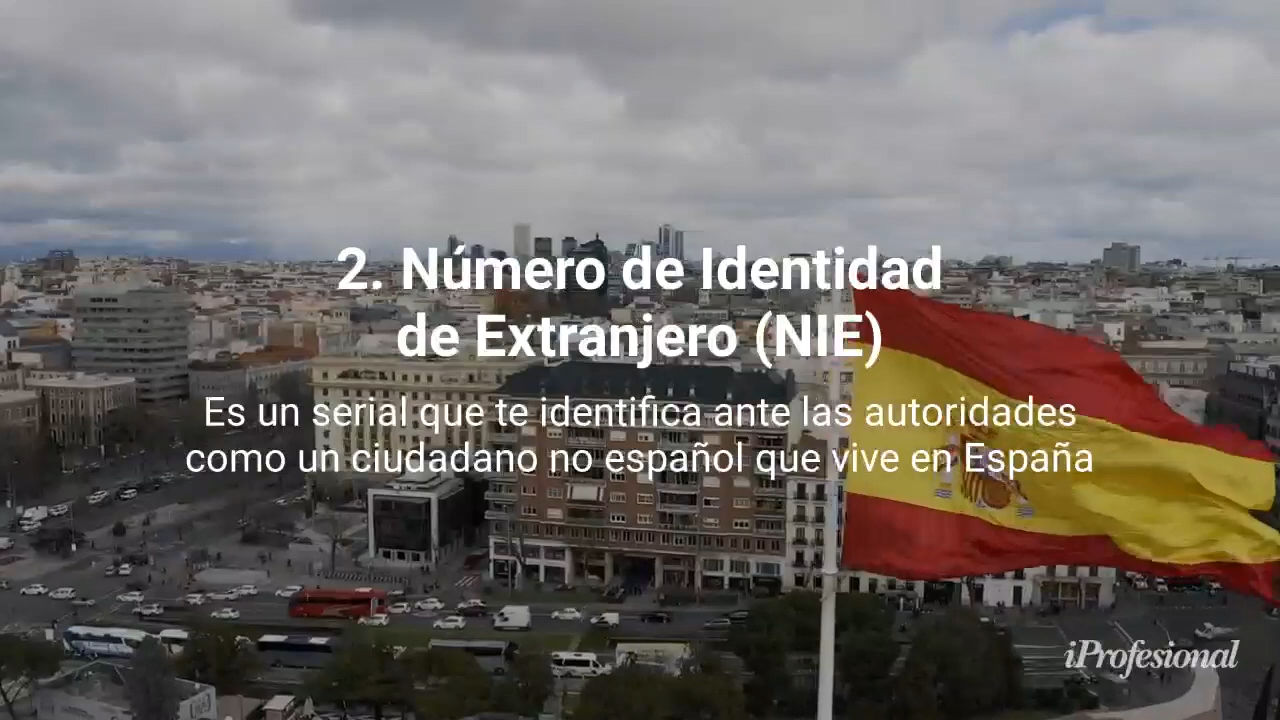 2. Número de Identidad
de Extranjero (NIE)
Es un serial que te identifica ante las autoridades
como un ciudadano no español que vive en España
iProfesional